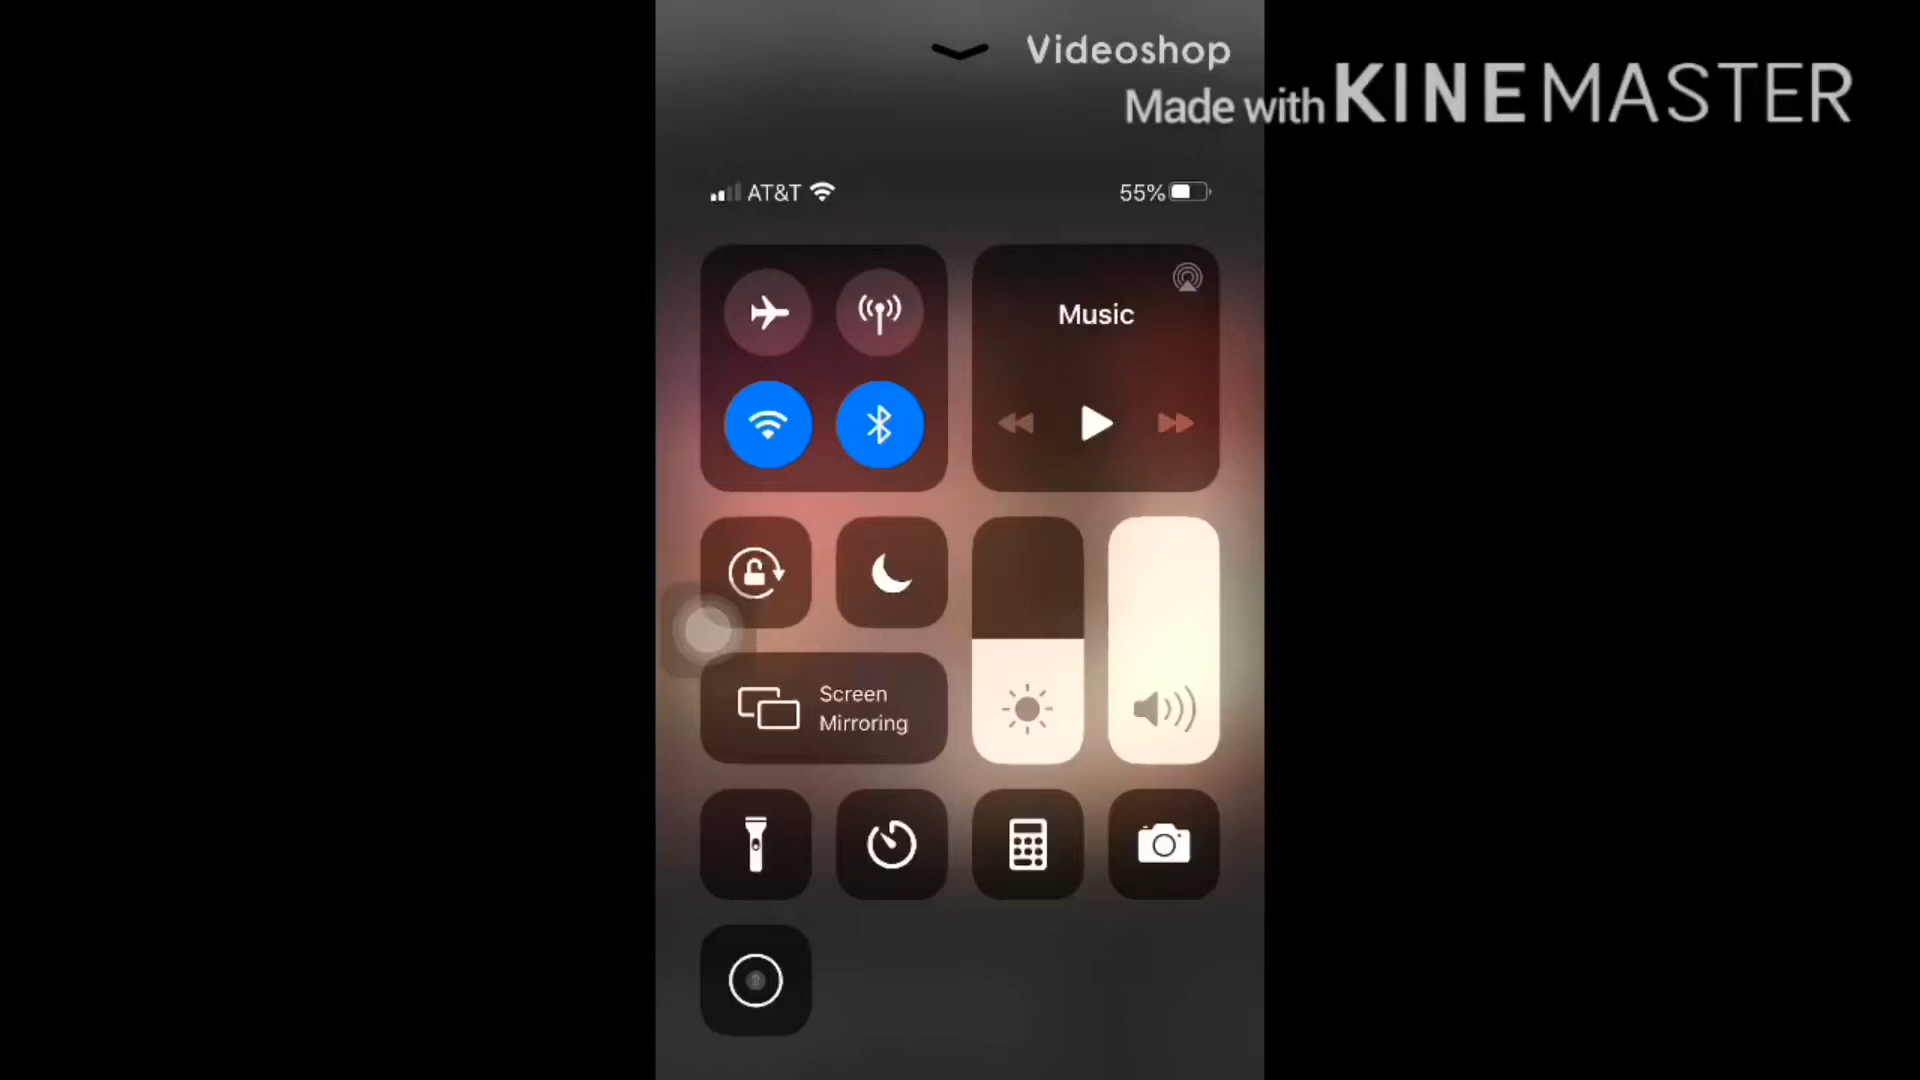 Videoshop
Made with KINEMASTER
AT&T
55%
Music
Screen
Mirroring